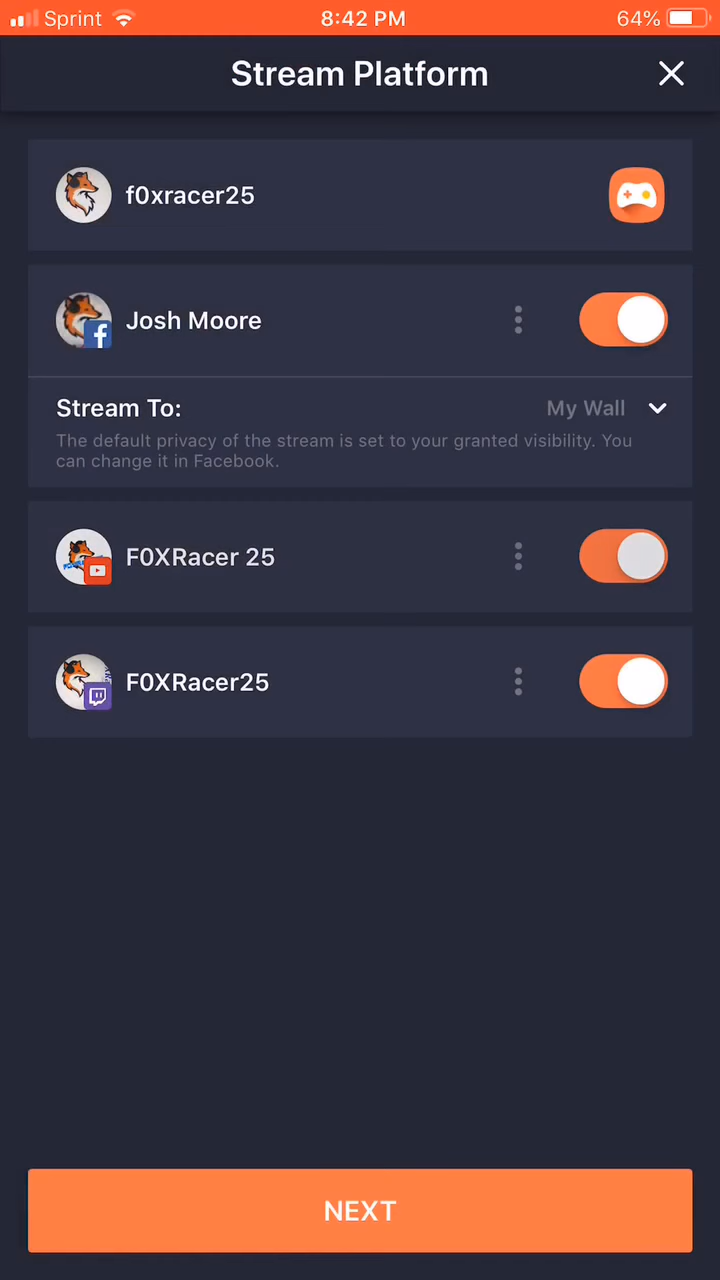 Sprint 8:42 PM 64%
Stream Platform
f0xracer25
Josh Moore
Stream To: My Wall
The default privacy of the stream is set to your granted visibility. You
can change it in Facebook.
F0XRacer 25
F0XRacer25
NEXT